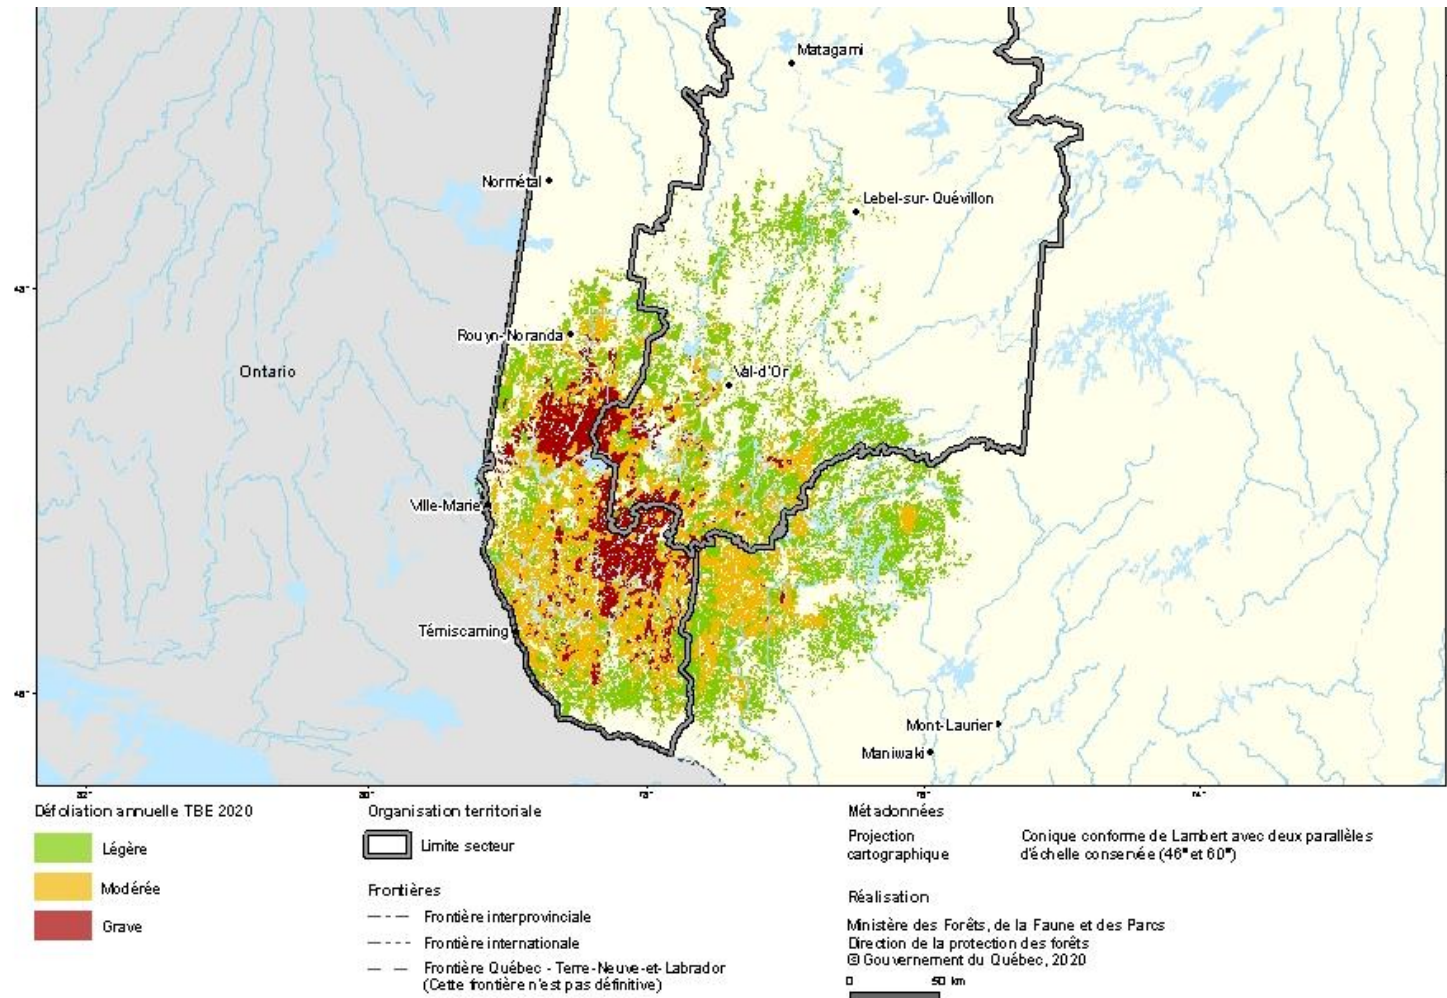 Matagami
Normétal
Lebel-sur-Quévillon
Rouyn-Noranda
Ontario
Val-d'Or
Ville-Marie
Témiscaming
Mont-Laurier
Maniwaki
Défoliation annuelle TBE 2020
Légère
Modérée
Grave
Organisation territoriale
Limite secteur
Frontières
Frontière interprovinciale
Frontière internationale
Frontière Québec - Terre-Neuve-et-Labrador
(Cette frontière n'est pas définitive)
Métadonnées
Projection
cartographique
Conique conforme de Lambert avec deux parallèles
d'échelle conservée (46° et 60°)
Réalisation
Ministère des Forêts, de la Faune et des Parcs
Direction de la protection des forêts
© Gouvernement du Québec, 2020
0 50 km